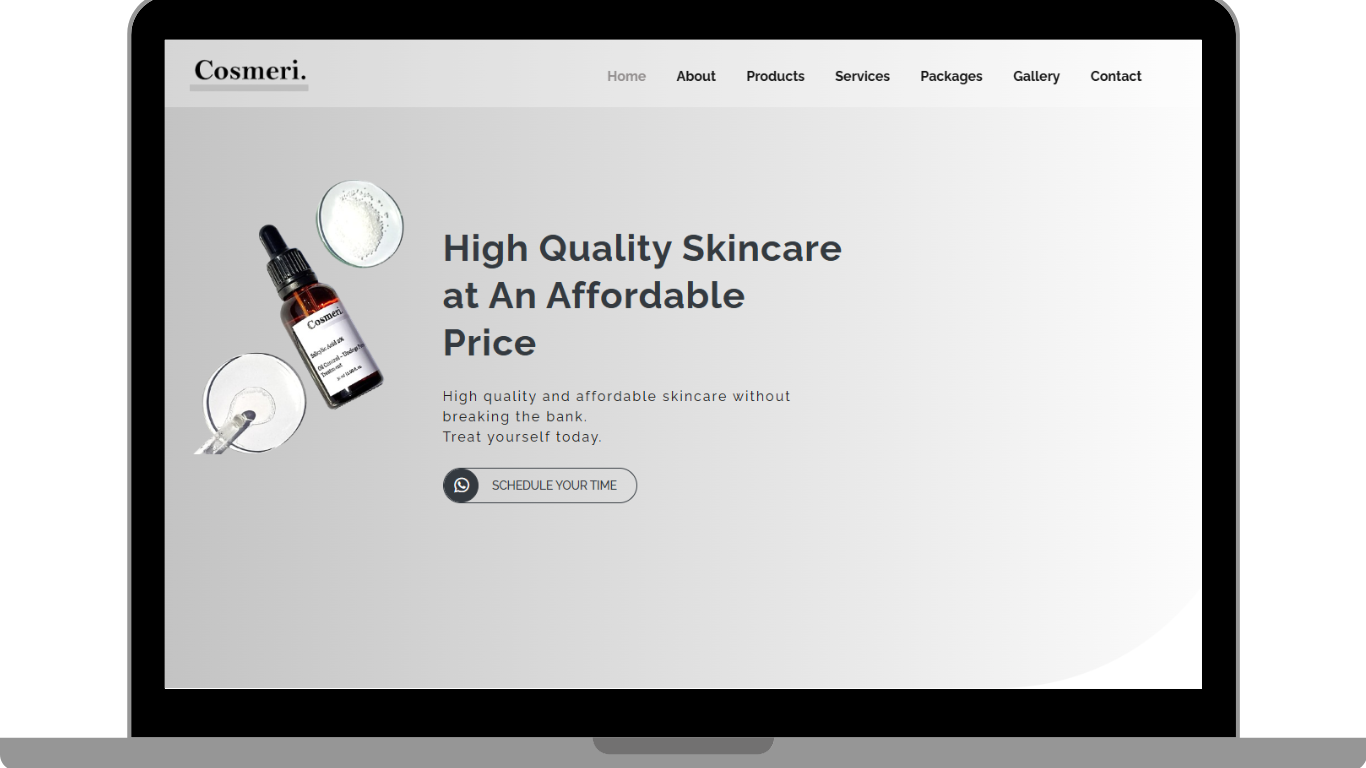 Cosmeri.
Home About Products Services Packages Gallery Contact
High Quality Skincare
at An Affordable
Price
Cosmeri.
Salicylic Acid 2%
High quality and affordable skincare without
breaking the bank.
Treat yourself today.
SCHEDULE YOUR TIME